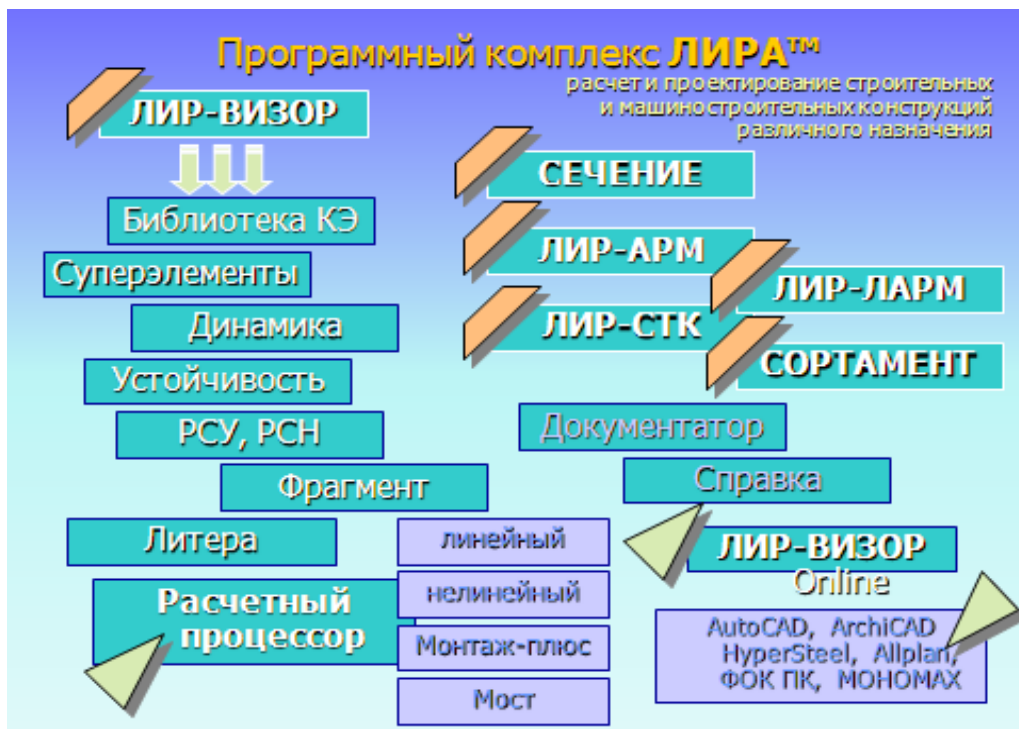 Программный комплекс ЛИРА™
расчет и проектирование строительных
и машиностроительных конструкций
различного назначения
ЛИР-ВИЗОР
Библиотека КЭ
Суперэлементы
Динамика
Устойчивость
РСУ, РСН
Фрагмент
Литера
Расчетный
процессор
линейный
нелинейный
Монтаж-плюс
Мост
СЕЧЕНИЕ
ЛИР-АРМ
ЛИР-ЛАРМ
ЛИР-СТК
СОРТАМЕНТ
Документатор
Справка
ЛИР-ВИЗОР
Online
AutoCAD, ArchiCAD
HyperSteel, Allplan,
ФОК ПК, МОНОМАХ